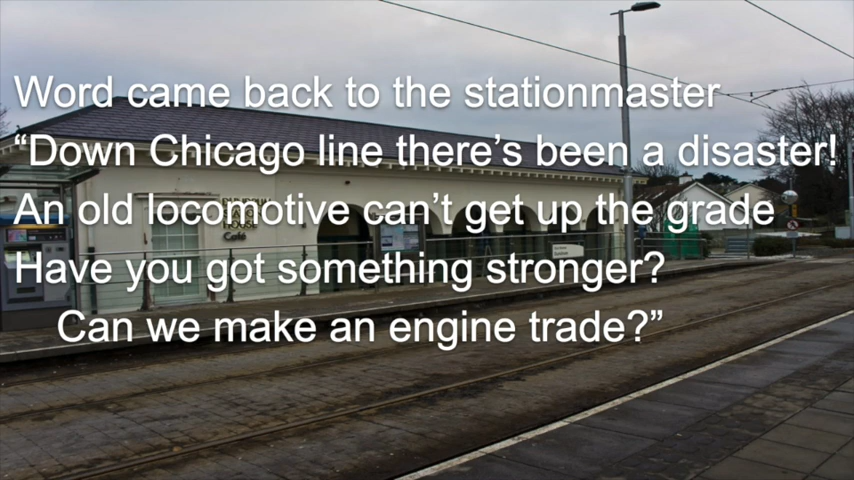 Word came back to the stationmaster
“Down Chicago line there’s been a disaster!
An old locomotive can’t get up the grade
Have you got something stronger?
Can we make an engine trade?”
Café